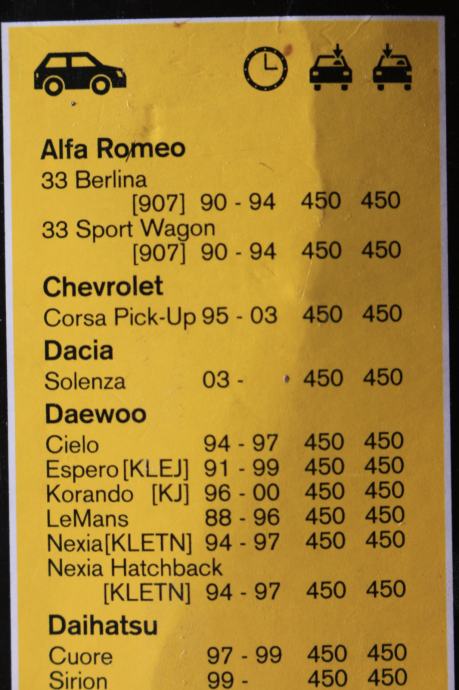 Alfa Romeo
33 Berlina
[907] 90 - 94 450 450
33 Sport Wagon
[907] 90 - 94 450 450
Chevrolet
Corsa Pick-Up 95 - 03 450 450
Dacia
Solenza 03 - 450 450
Daewoo
Cielo 94 - 97 450 450
Espero [KLEJ] 91 - 99 450 450
Korando [KJ] 96 - 00 450 450
LeMans 88 - 96 450 450
Nexia [KLETN] 94 - 97 450 450
Nexia Hatchback
[KLETN] 94 - 97 450 450
Daihatsu
Cuore 97 - 99 450 450
Sirion 99 - 450 450